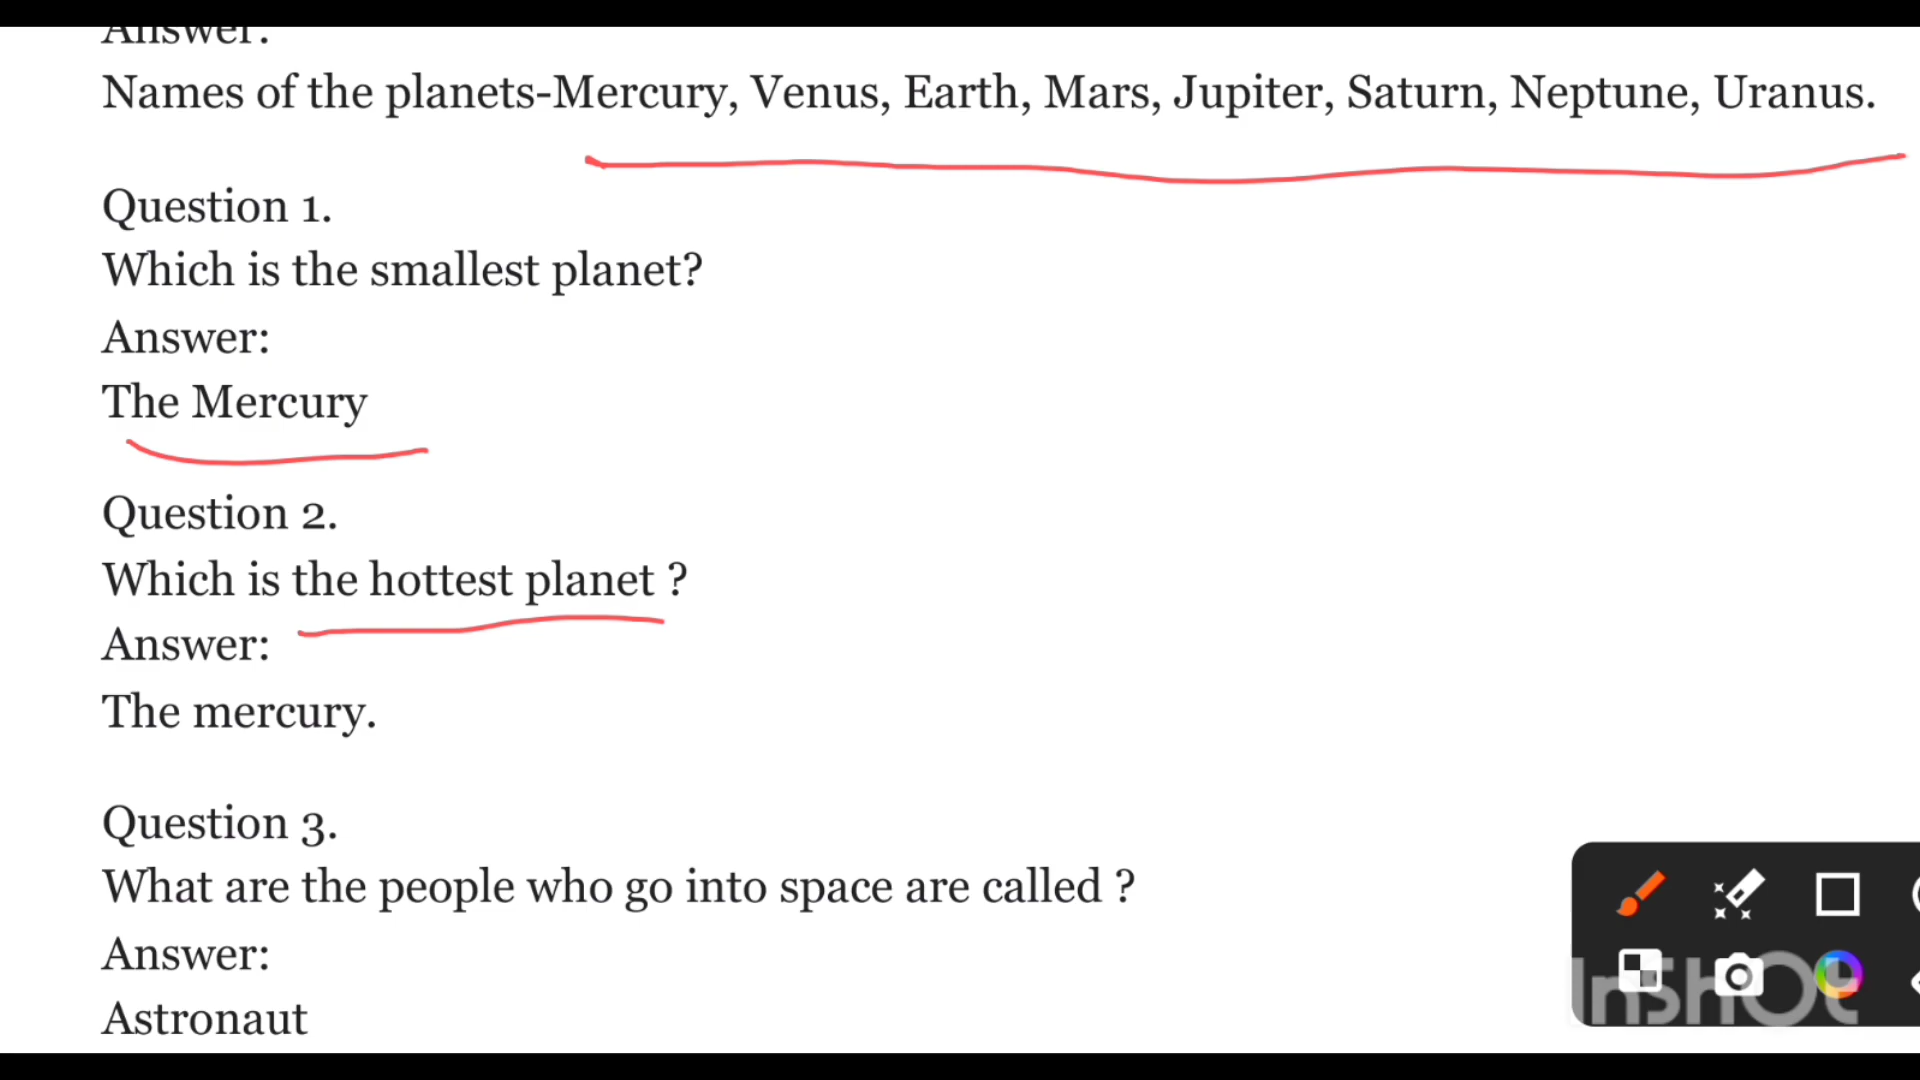 Answer:
Names of the planets-Mercury, Venus, Earth, Mars, Jupiter, Saturn, Neptune, Uranus.
Question 1.
Which is the smallest planet?
Answer:
The Mercury
Question 2.
Which is the hottest planet ?
Answer:
The mercury.
Question 3.
What are the people who go into space are called ?
Answer:
Astronaut
InShOt